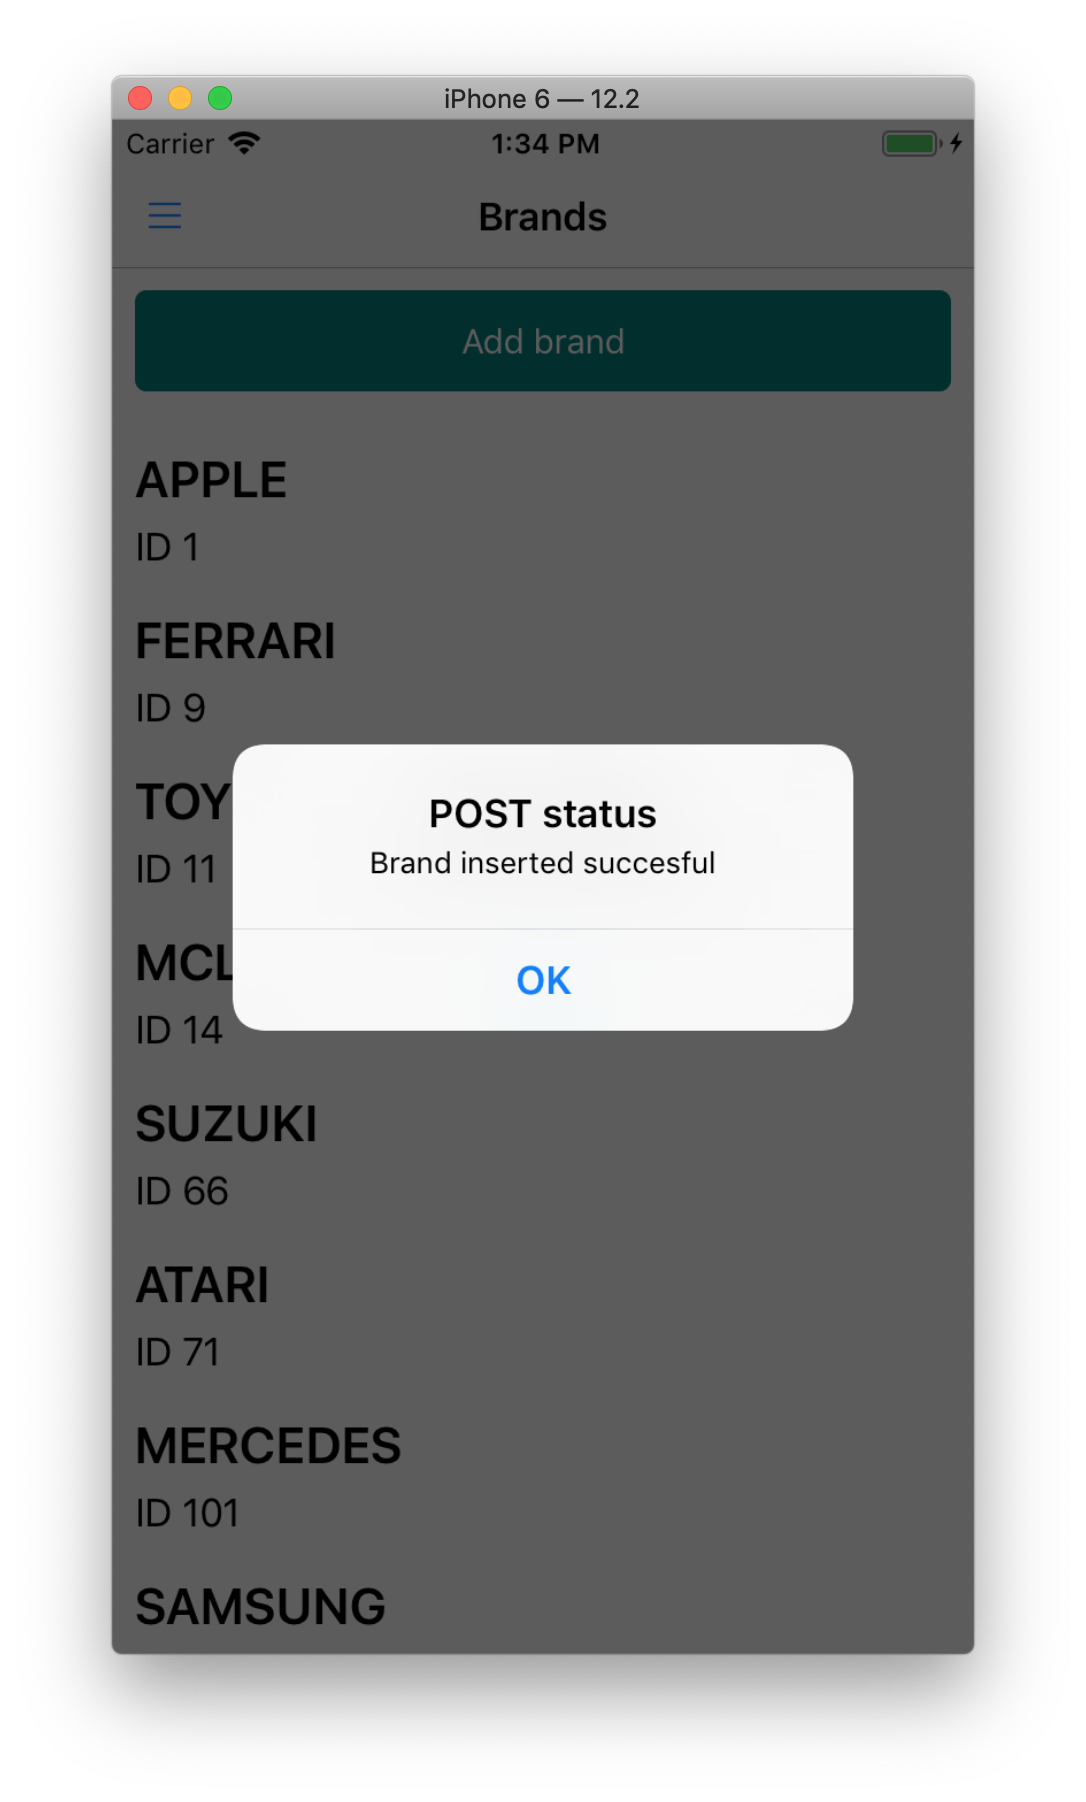 iPhone 6 — 12.2
Carrier 1:34 PM
Brands
Add brand
APPLE
ID 1
FERRARI
ID 9
TOY
ID 11
POST status
Brand inserted succesful
OK
MCL
ID 14
SUZUKI
ID 66
ATARI
ID 71
MERCEDES
ID 101
SAMSUNG